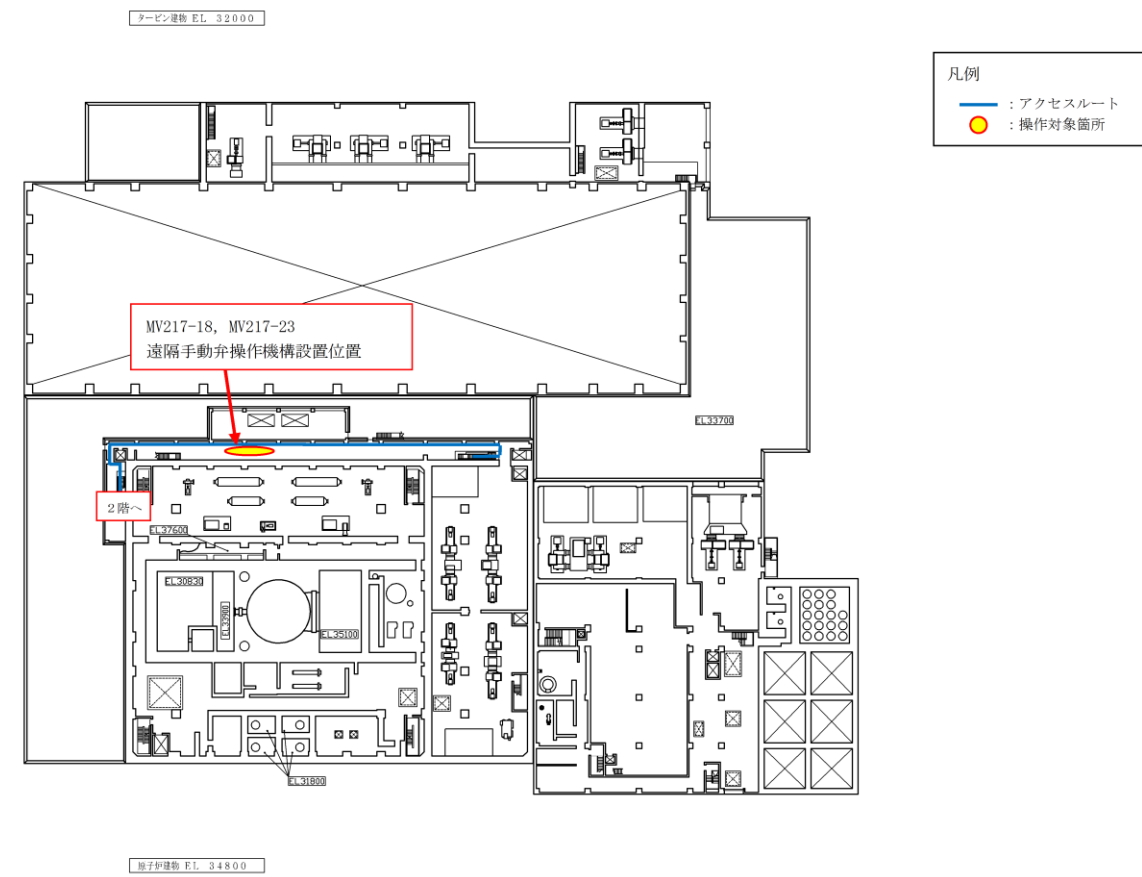 タービン建物 EL 32000
凡例
：アクセスルート
：操作対象箇所
MV217-18, MV217-23
遠隔手動弁操作機構設置位置
EL33700
2階へ
EL37600
EL30830
EL33900
EL35100
EL31800
原子炉建物 EL 34800